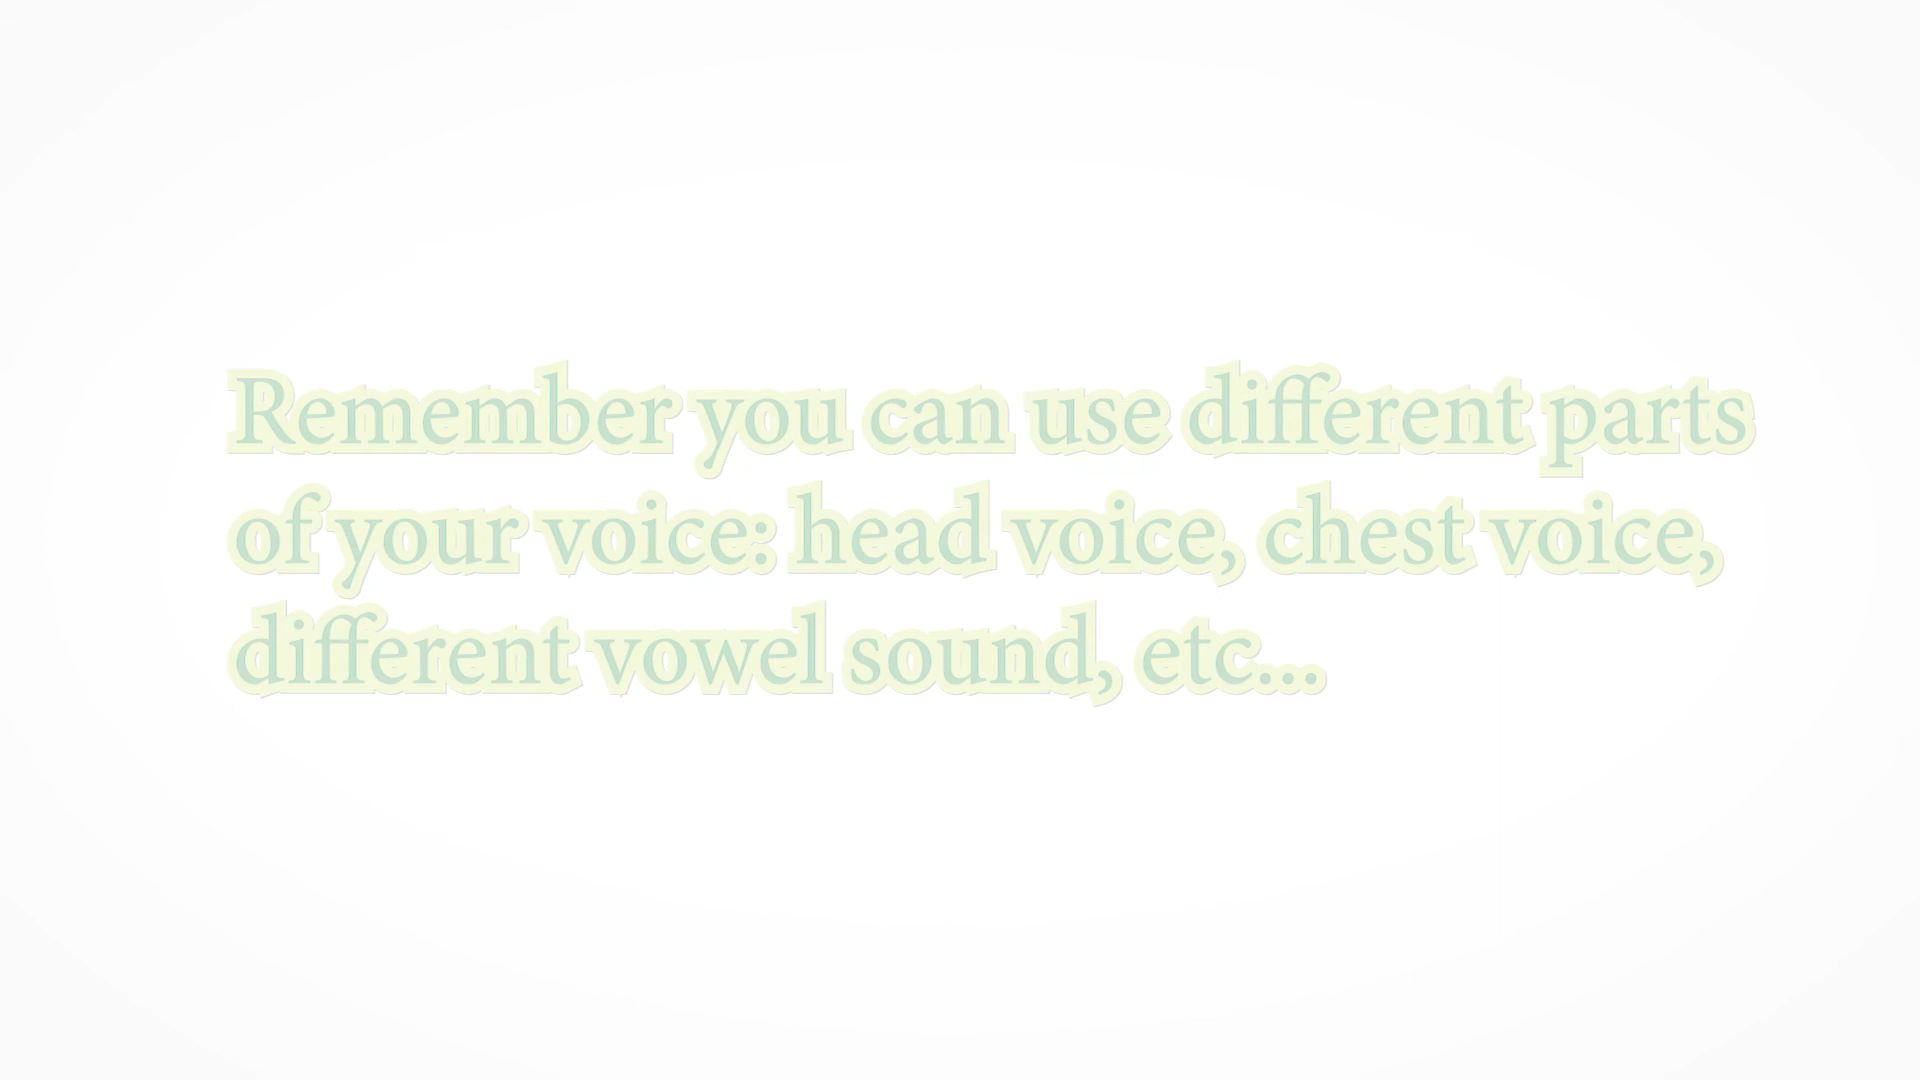 Remember you can use different parts
of your voice: head voice, chest voice,
different vowel sound, etc...